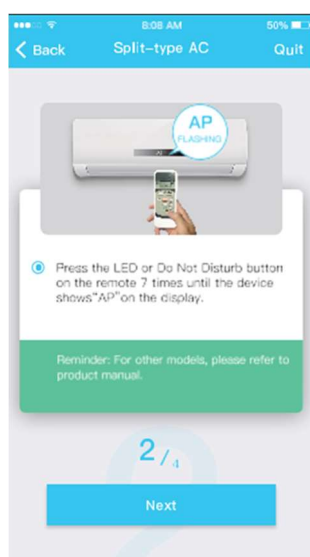 8:08 AM
50%
Back
Split-type AC
Quit
AP
FLASHING
Press the LED or Do Not Disturb button
on the remote 7 times until the device
shows"AP"on the display.
Reminder: For other models, please refer to
product manual.
2/4
Next